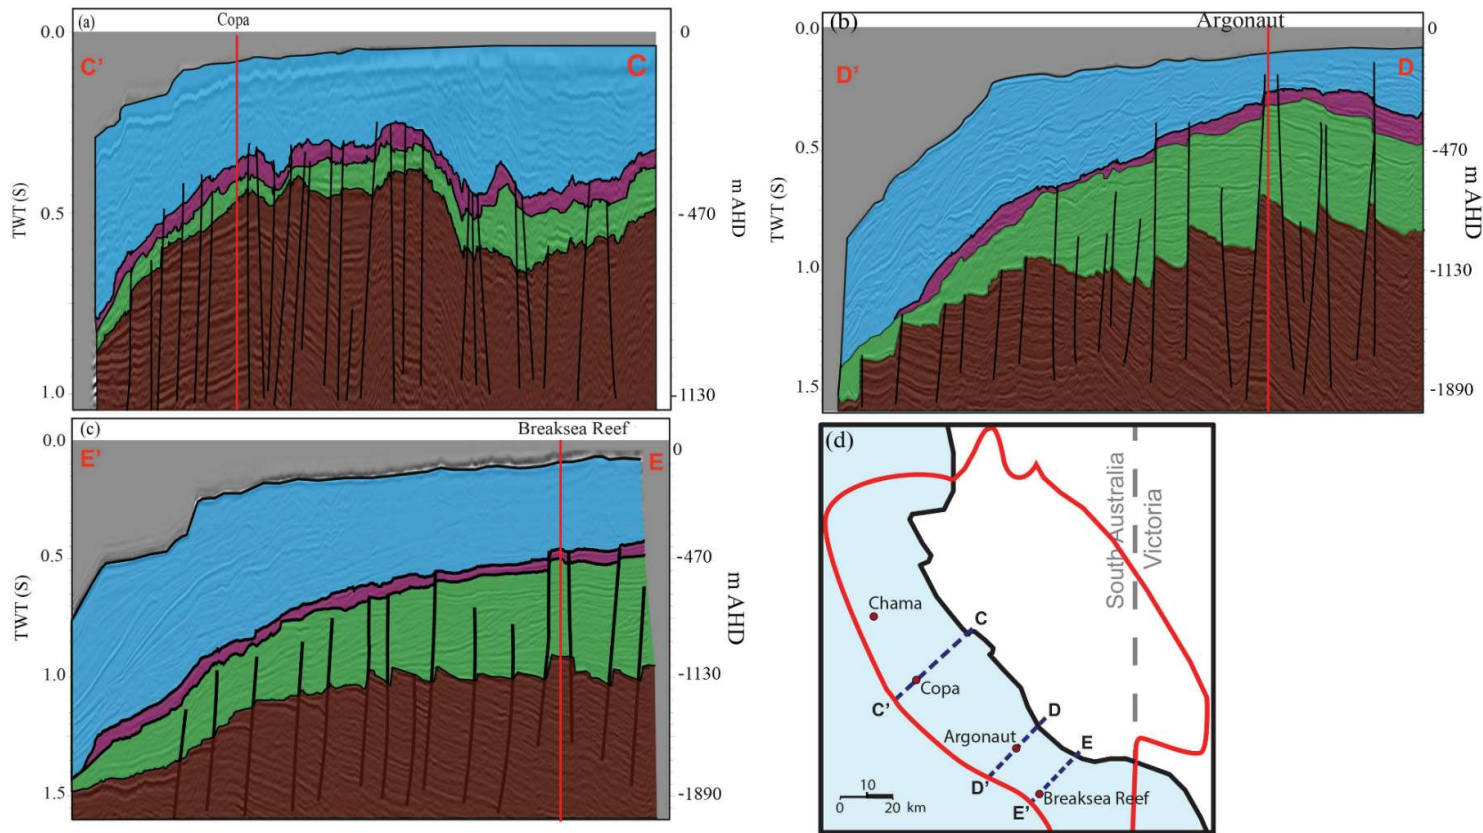 (a)
Copa
0.0
0
C'
C
TWT (S)
0.5
-470
m AHD
1.0
-1130
(b)
Argonaut
0.0
0
D'
D
-470
0.5
TWT (S)
m AHD
1.0
-1130
1.5
-1890
(c)
Breaksea Reef
0.0
0
E'
E
0.5
-470
TWT (S)
m AHD
1.0
-1130
1.5
-1890
(d)
South Australia
Victoria
Chama
C
Copa
C'
D
Argonaut
E
D'
Breaksea Reef
E'
10
0 20 km